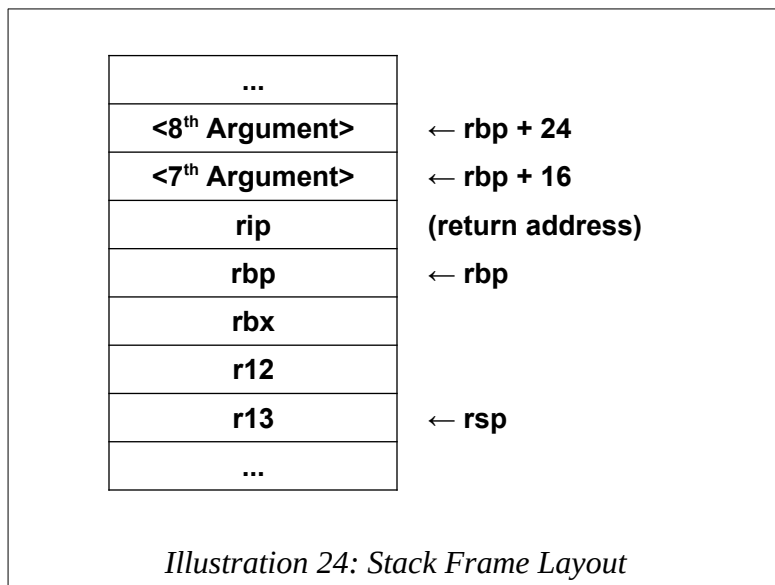 ...
<8th Argument> ← rbp + 24
<7th Argument> ← rbp + 16
rip (return address)
rbp ← rbp
rbx
r12
r13 ← rsp
...
Illustration 24: Stack Frame Layout